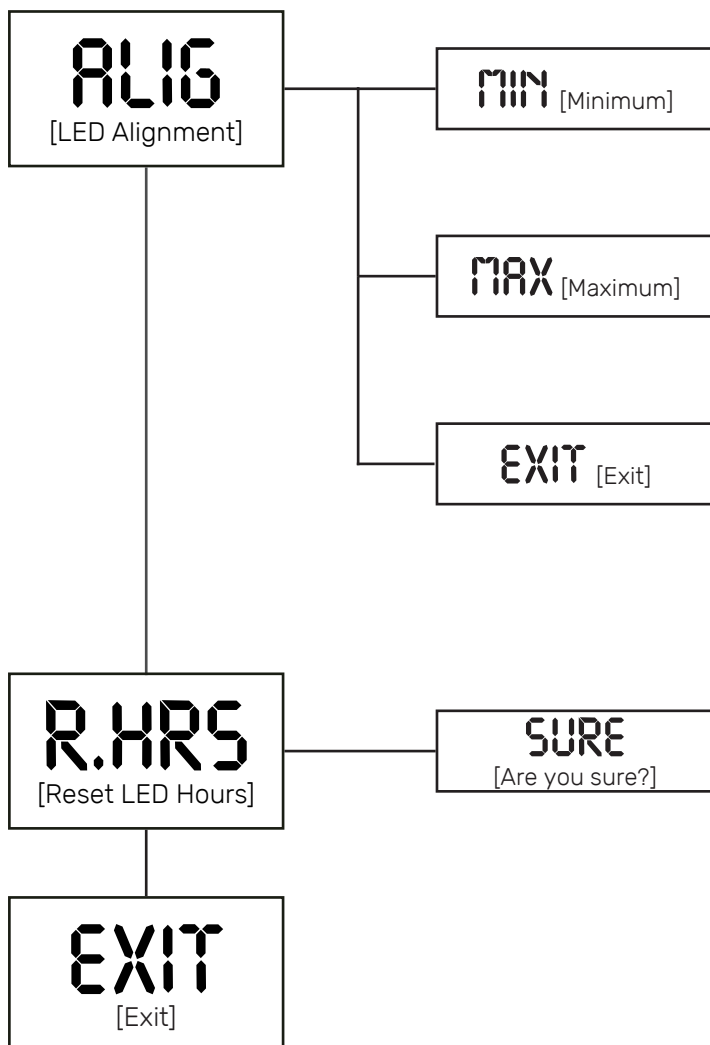 ALIG
[LED Alignment]
MIN [Minimum]
MAX [Maximum]
EXIT [Exit]
R.HRS
[Reset LED Hours]
SURE
[Are you sure?]
EXIT
[Exit]